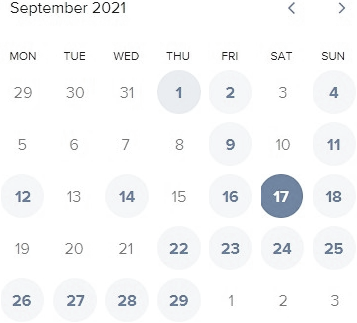 September 2021
MON TUE WED THU FRI SAT SUN
29 30 31 1 2 3 4
5 6 7 8 9 10 11
12 13 14 15 16 17 18
19 20 21 22 23 24 25
26 27 28 29 1 2 3